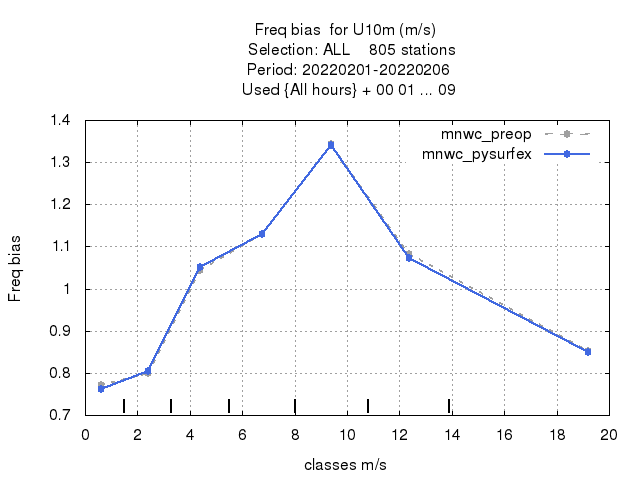 Freq bias  for U10m (m/s)
Selection: ALL    805 stations
Period: 20220201-20220206
Used {All hours} + 00 01 ... 09
mnwc_preop
mnwc_pysurfex
Freq bias
1.4
1.3
1.2
1.1
1
0.9
0.8
0.7
0 2 4 6 8 10 12 14 16 18 20
classes m/s